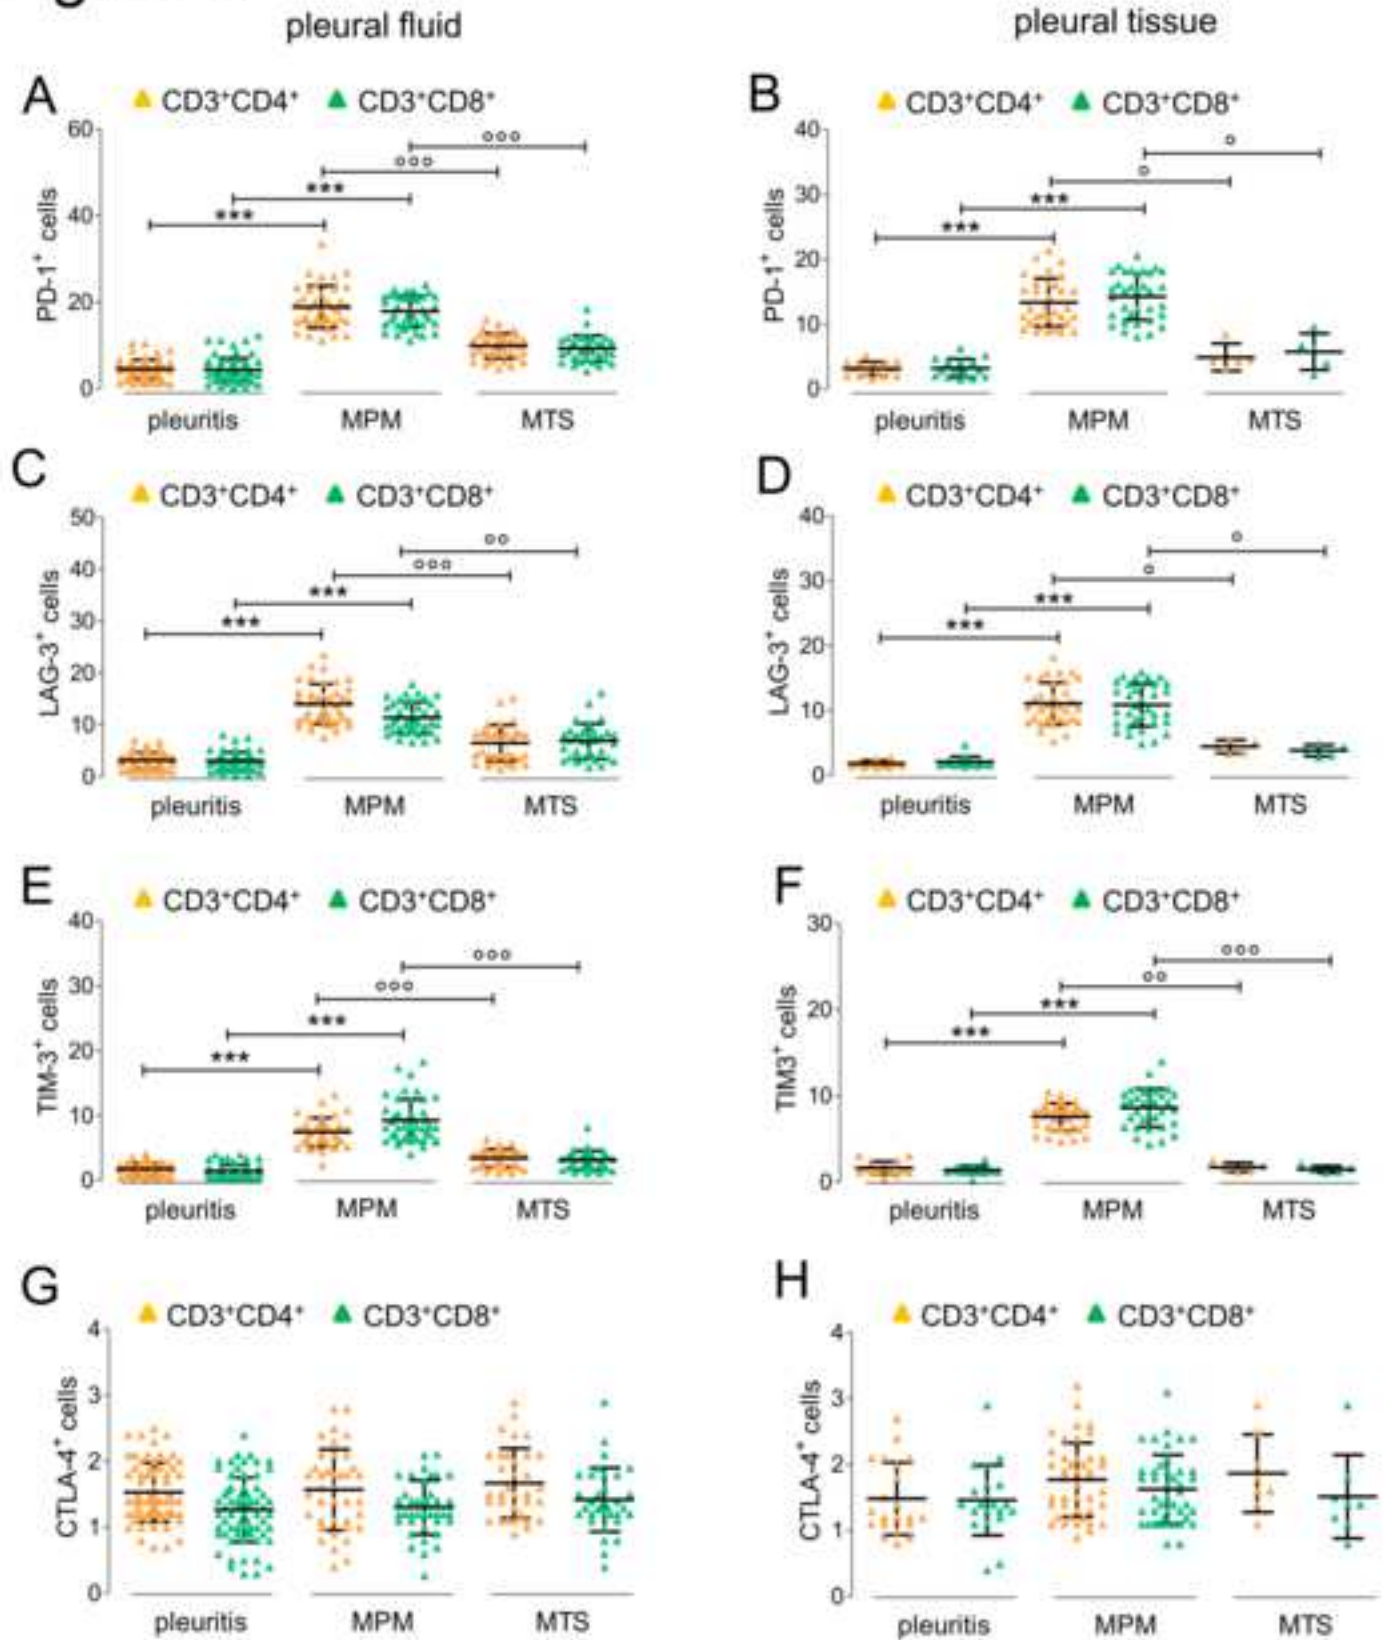 pleural fluid
pleural tissue
A
CD3⁺CD4⁺ CD3⁺CD8⁺
60
40
20
0
PD-1⁺ cells
***
***
°°°
°°°
pleuritis MPM MTS
B
CD3⁺CD4⁺ CD3⁺CD8⁺
40
30
20
10
0
PD-1⁺ cells
***
***
°
°
pleuritis MPM MTS
C
CD3⁺CD4⁺ CD3⁺CD8⁺
50
40
30
20
10
0
LAG-3⁺ cells
***
***
°°°
°°
pleuritis MPM MTS
D
CD3⁺CD4⁺ CD3⁺CD8⁺
40
30
20
10
0
LAG-3⁺ cells
***
***
°
°
pleuritis MPM MTS
E
CD3⁺CD4⁺ CD3⁺CD8⁺
40
30
20
10
0
TIM-3⁺ cells
***
***
°°°
°°°
pleuritis MPM MTS
F
CD3⁺CD4⁺ CD3⁺CD8⁺
30
20
10
0
TIM3⁺ cells
***
***
°°
°°°
pleuritis MPM MTS
G
CD3⁺CD4⁺ CD3⁺CD8⁺
4
3
2
1
0
CTLA-4⁺ cells
pleuritis MPM MTS
H
CD3⁺CD4⁺ CD3⁺CD8⁺
4
3
2
1
0
CTLA-4⁺ cells
pleuritis MPM MTS